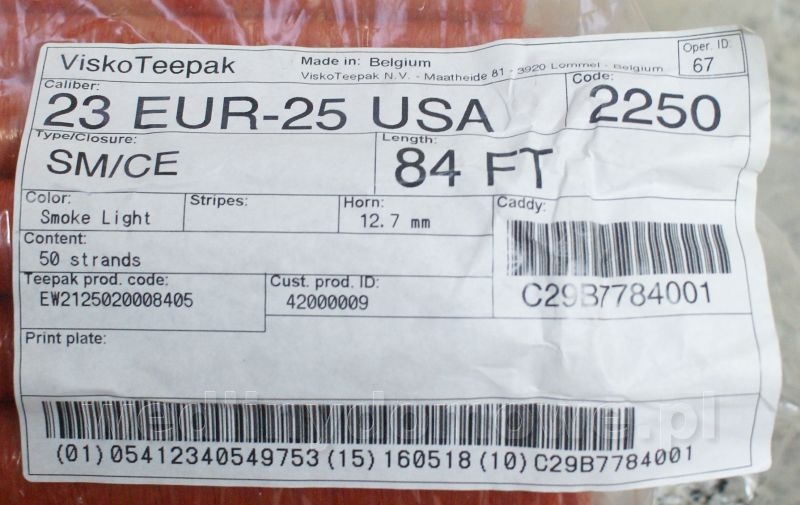 ViskoTeepak
Made in: Belgium
ViskoTeepak N.V. - Maatheide 81 - 3920 Lommel - Belgium
Oper. ID:
67
Caliber:
23 EUR-25 USA
Code:
2250
Type/Closure:
SM/CE
Length:
84 FT
Color:
Smoke Light
Stripes:
Horn:
12.7 mm
Caddy:
C29B7784001
Content:
50 strands
Teepak prod. code:
EW2125020008405
Cust. prod. ID:
42000009
Print plate:
wedlinydomowe.pl
(01)05412340549753(15)160518(10)C29B7784001